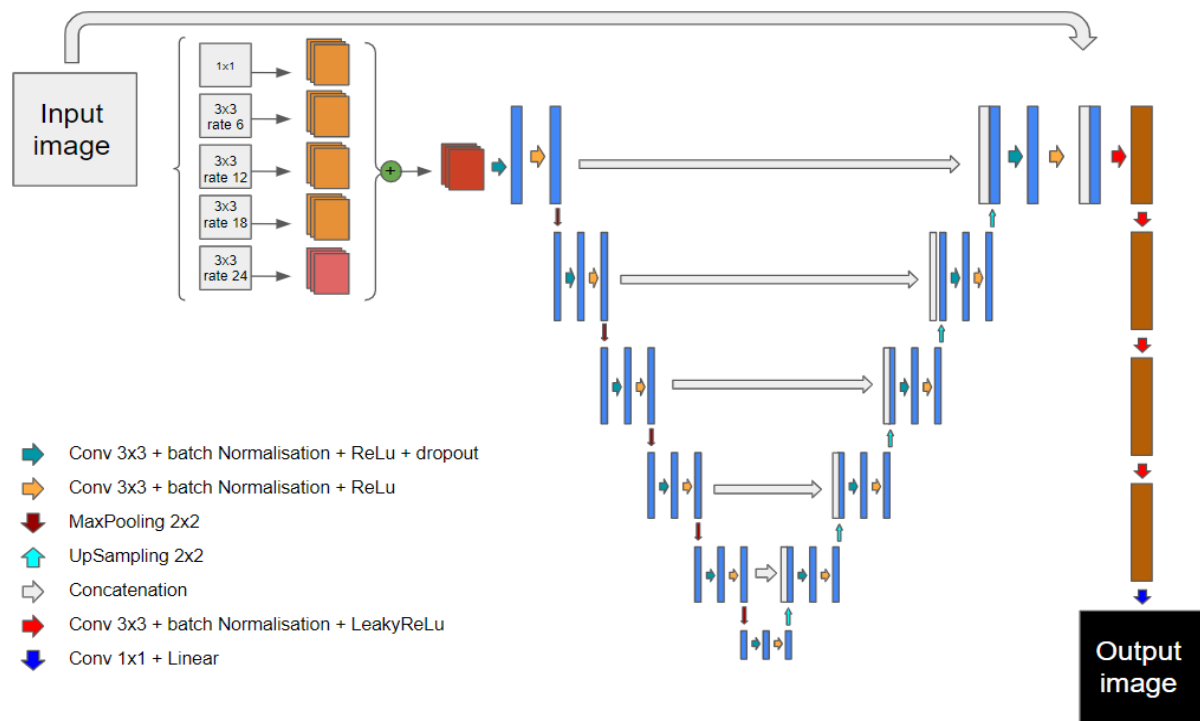 Input
image
1x1
3x3
rate 6
3x3
rate 12
3x3
rate 18
3x3
rate 24
+
Conv 3x3 + batch Normalisation + ReLu + dropout
Conv 3x3 + batch Normalisation + ReLu
MaxPooling 2x2
UpSampling 2x2
Concatenation
Conv 3x3 + batch Normalisation + LeakyReLu
Conv 1x1 + Linear
Output
image